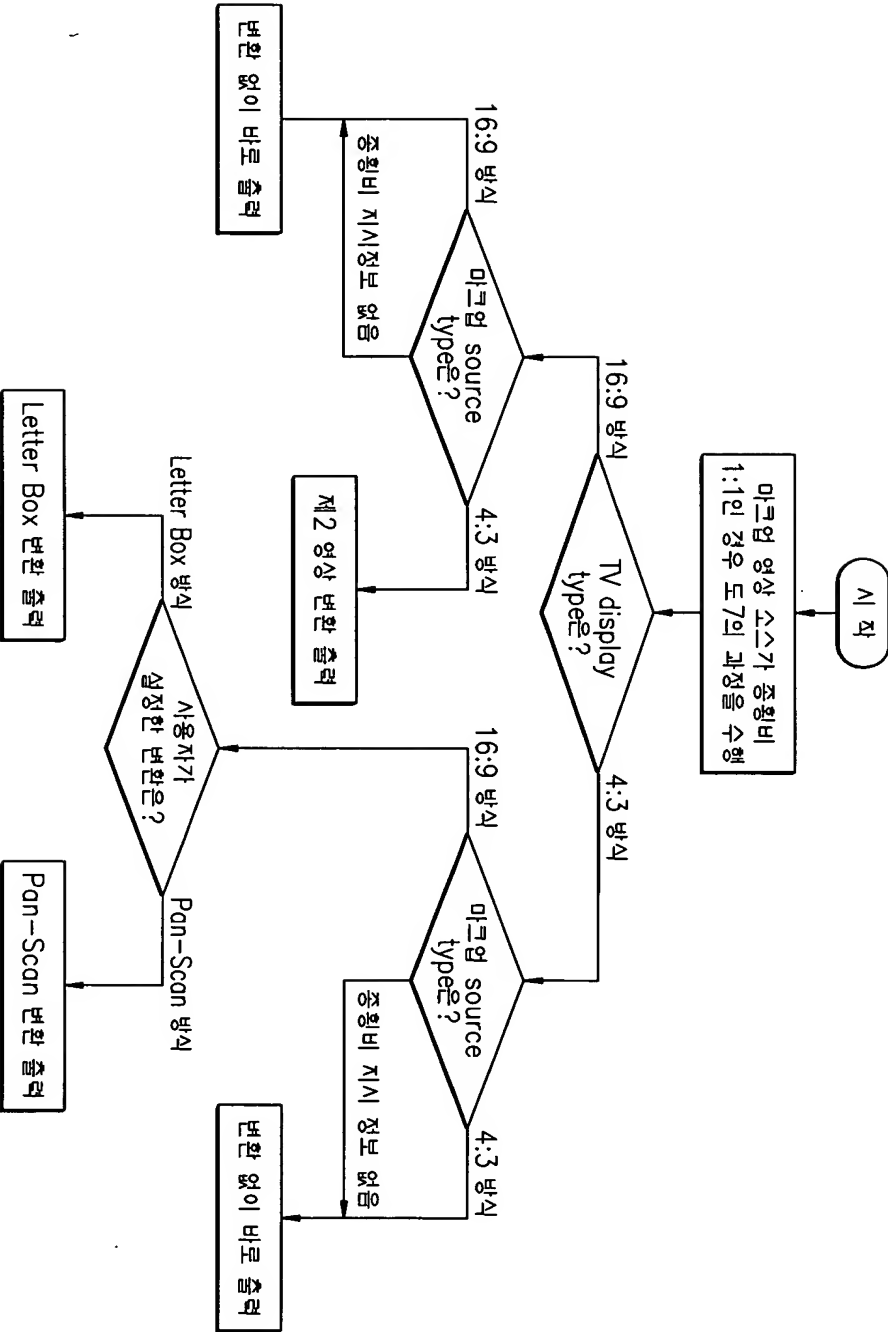 시 작
마크업 영상 소스가 종횡비
1:1인 경우 도7의 과정을 수행
TV display
type은?
16:9 방식
4:3 방식
마크업 source
type은?
16:9 방식
종횡비 지시정보 없음
4:3 방식
변환 없이 바로 출력
제2 영상 변환 출력
마크업 source
type은?
16:9 방식
종횡비 지시 정보 없음
4:3 방식
변환 없이 바로 출력
사용자가
설정한 변환은?
Letter Box 방식
Pan-Scan 방식
Letter Box 변환 출력
Pan-Scan 변환 출력